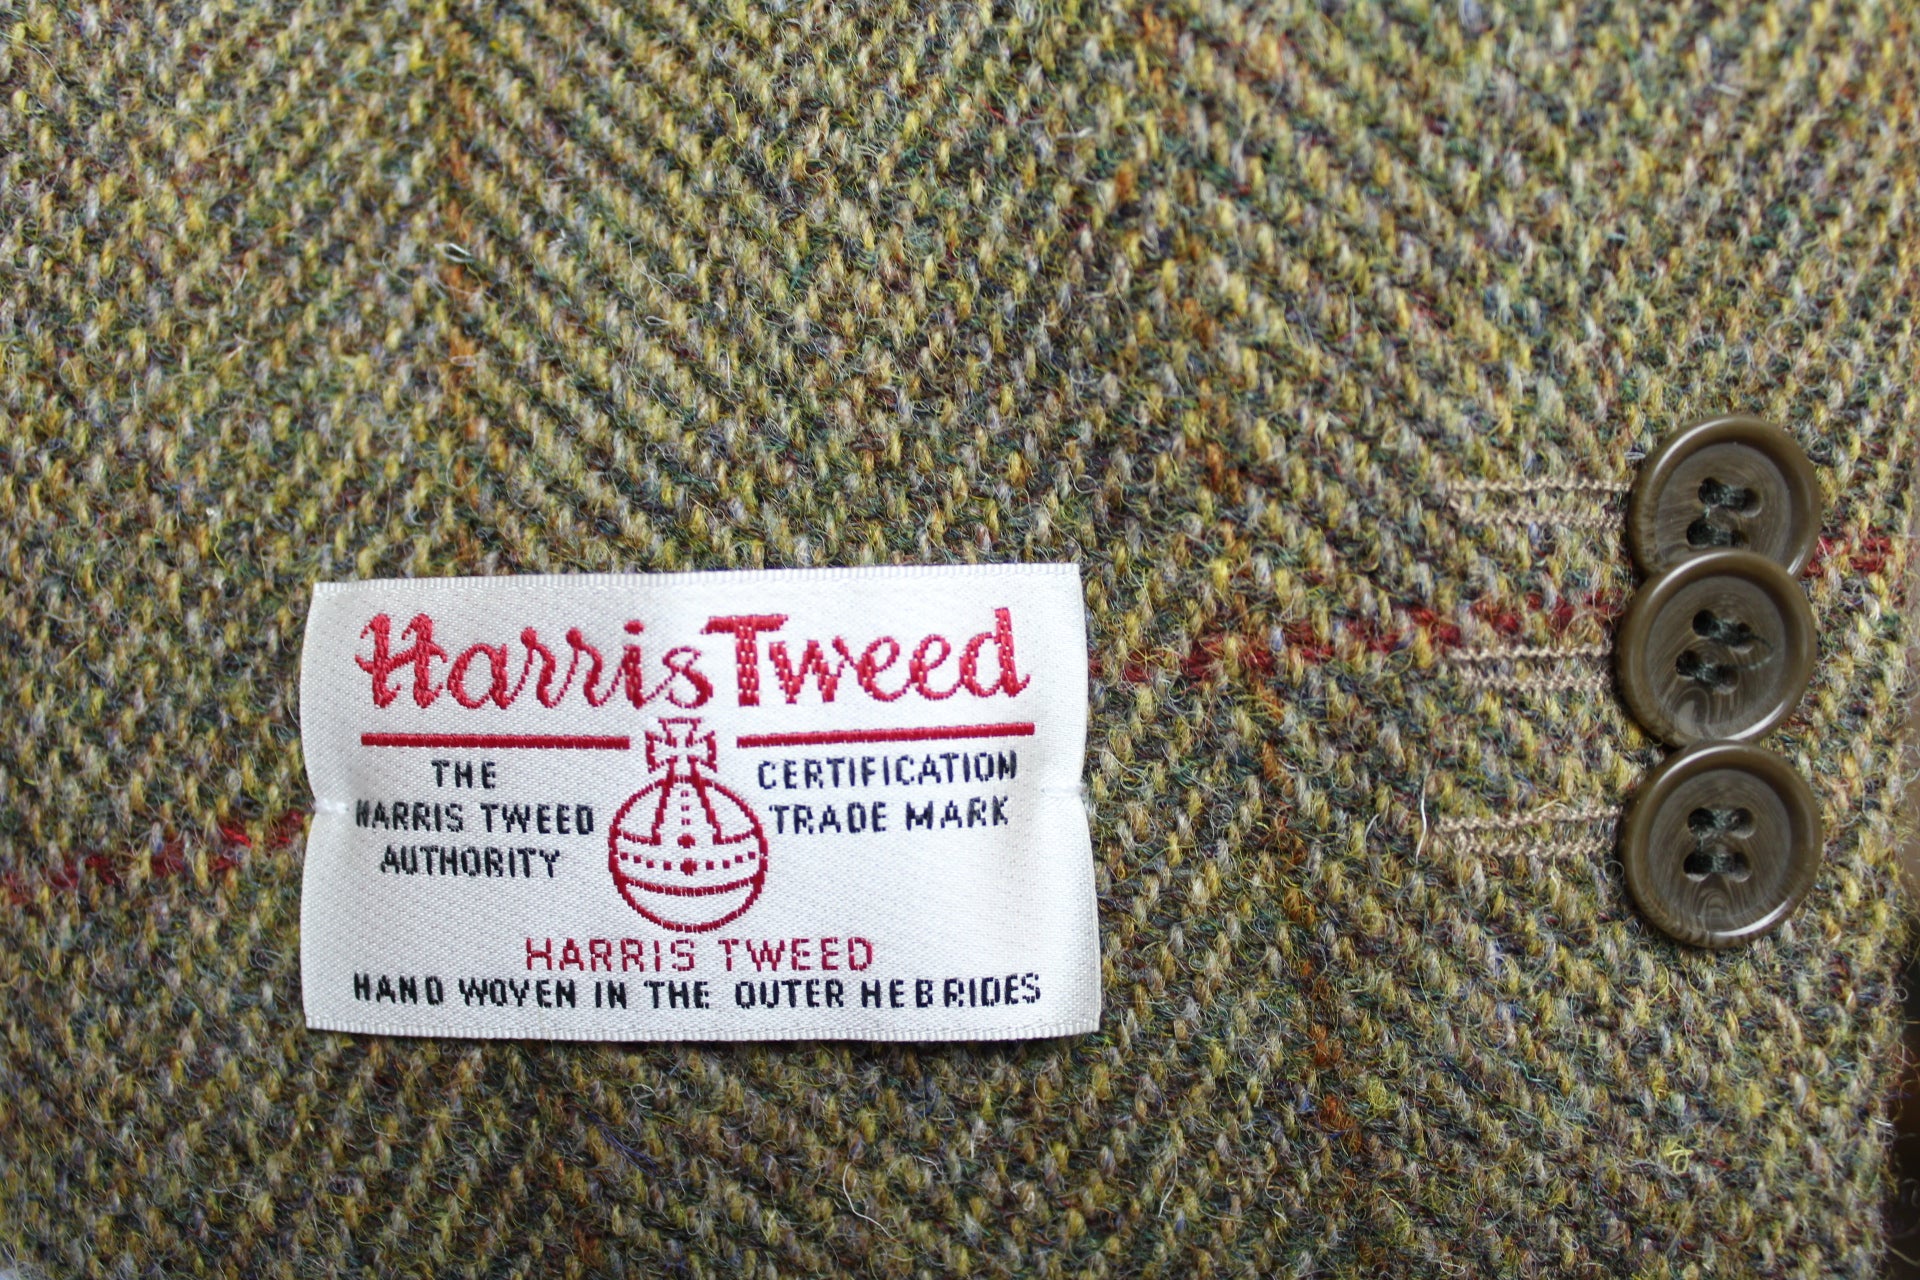 Harris Tweed
THE
HARRIS TWEED
AUTHORITY
CERTIFICATION
TRADE MARK
HARRIS TWEED
HAND WOVEN IN THE OUTER HEBRIDES